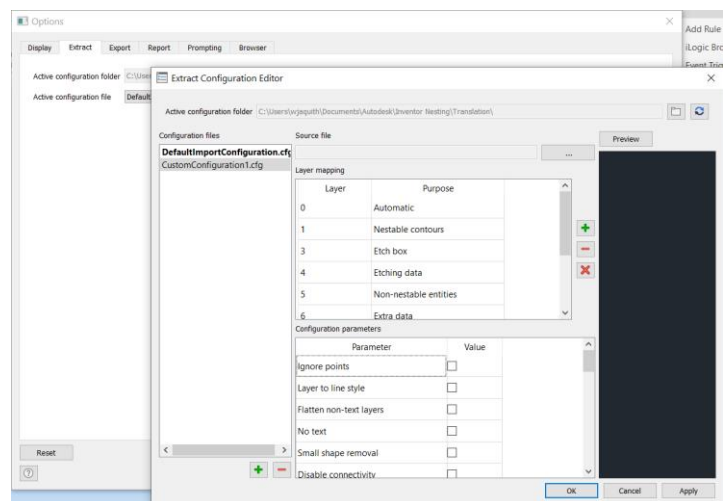 Options
Display Extract Export Report Prompting Browser
Active configuration folder C:\User
Active configuration file Default
Add Rule
iLogic Bro
Event Trig
Extract Configuration Editor
Active configuration folder C:\Users\wjaquith\Documents\Autodesk\Inventor Nesting\Translation\
Configuration files
DefaultImportConfiguration.cfg
CustomConfiguration1.cfg
Source file
...
Preview
Layer mapping
Layer Purpose
0 Automatic
1 Nestable contours
3 Etch box
4 Etching data
5 Non-nestable entities
6 Extra data
Configuration parameters
Parameter Value
Ignore points
Layer to line style
Flatten non-text layers
No text
Small shape removal
Disable connectivity
Reset
OK Cancel Apply